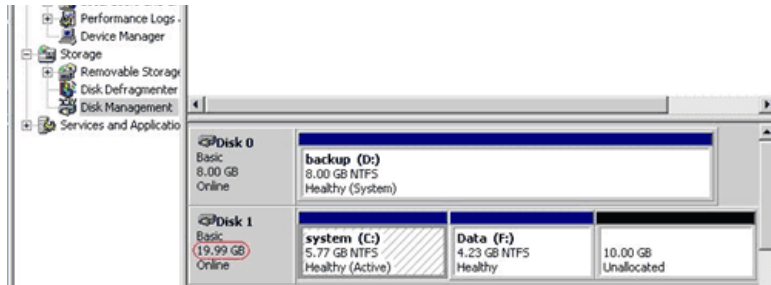 Performance Logs
Device Manager
Storage
Removable Storage
Disk Defragmenter
Disk Management
Services and Applicatio
Disk 0
Basic
8.00 GB
Online
backup (D:)
8.00 GB NTFS
Healthy (System)
Disk 1
Basic
19.99 GB
Online
system (C:)
5.77 GB NTFS
Healthy (Active)
Data (F:)
4.23 GB NTFS
Healthy
10.00 GB
Unallocated